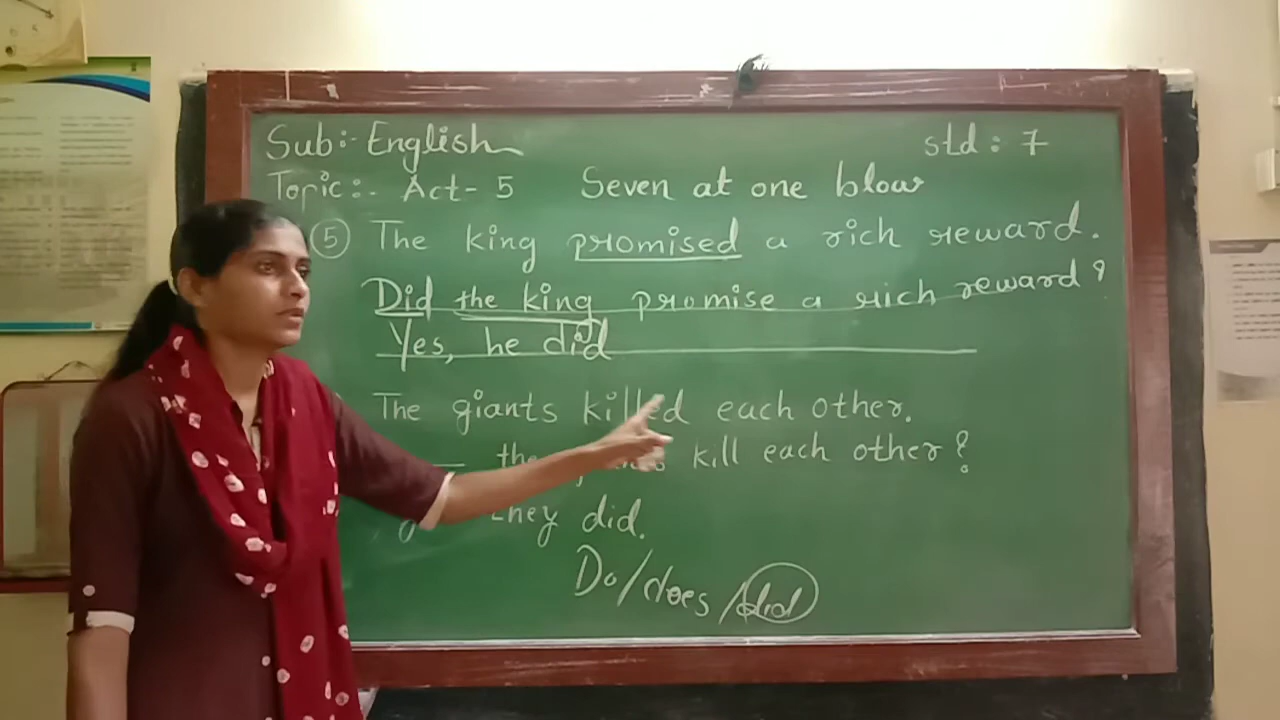 Sub:- English
std : 7
Topic:- Act- 5 Seven at one blow
5 The king promised a rich reward.
Did the king promise a rich reward?
Yes, he did
The giants killed each other.
kill each other?
they did.
Do/does/did